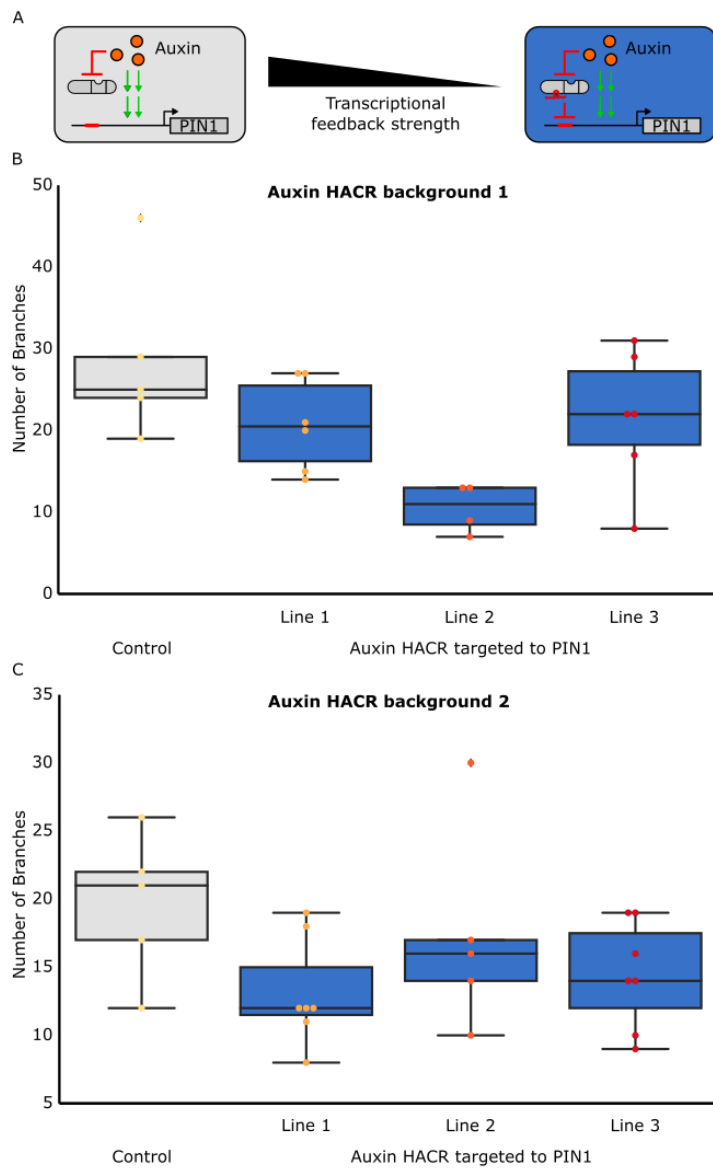 A
Auxin
PIN1
Transcriptional
feedback strength
Auxin
PIN1
B
Auxin HACR background 1
Number of Branches
50
40
30
20
10
0
Line 1
Line 2
Line 3
Control
Auxin HACR targeted to PIN1
C
Auxin HACR background 2
Number of Branches
35
30
25
20
15
10
5
Line 1
Line 2
Line 3
Control
Auxin HACR targeted to PIN1